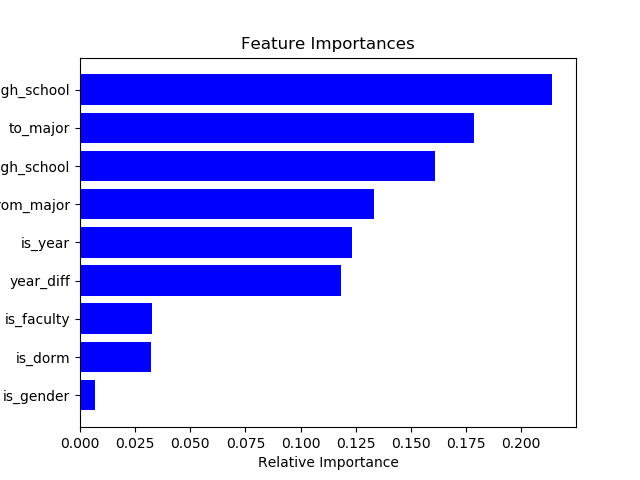 Feature Importances
gh_school
to_major
gh_school
rom_major
is_year
year_diff
is_faculty
is_dorm
is_gender
0.000 0.025 0.050 0.075 0.100 0.125 0.150 0.175 0.200
Relative Importance